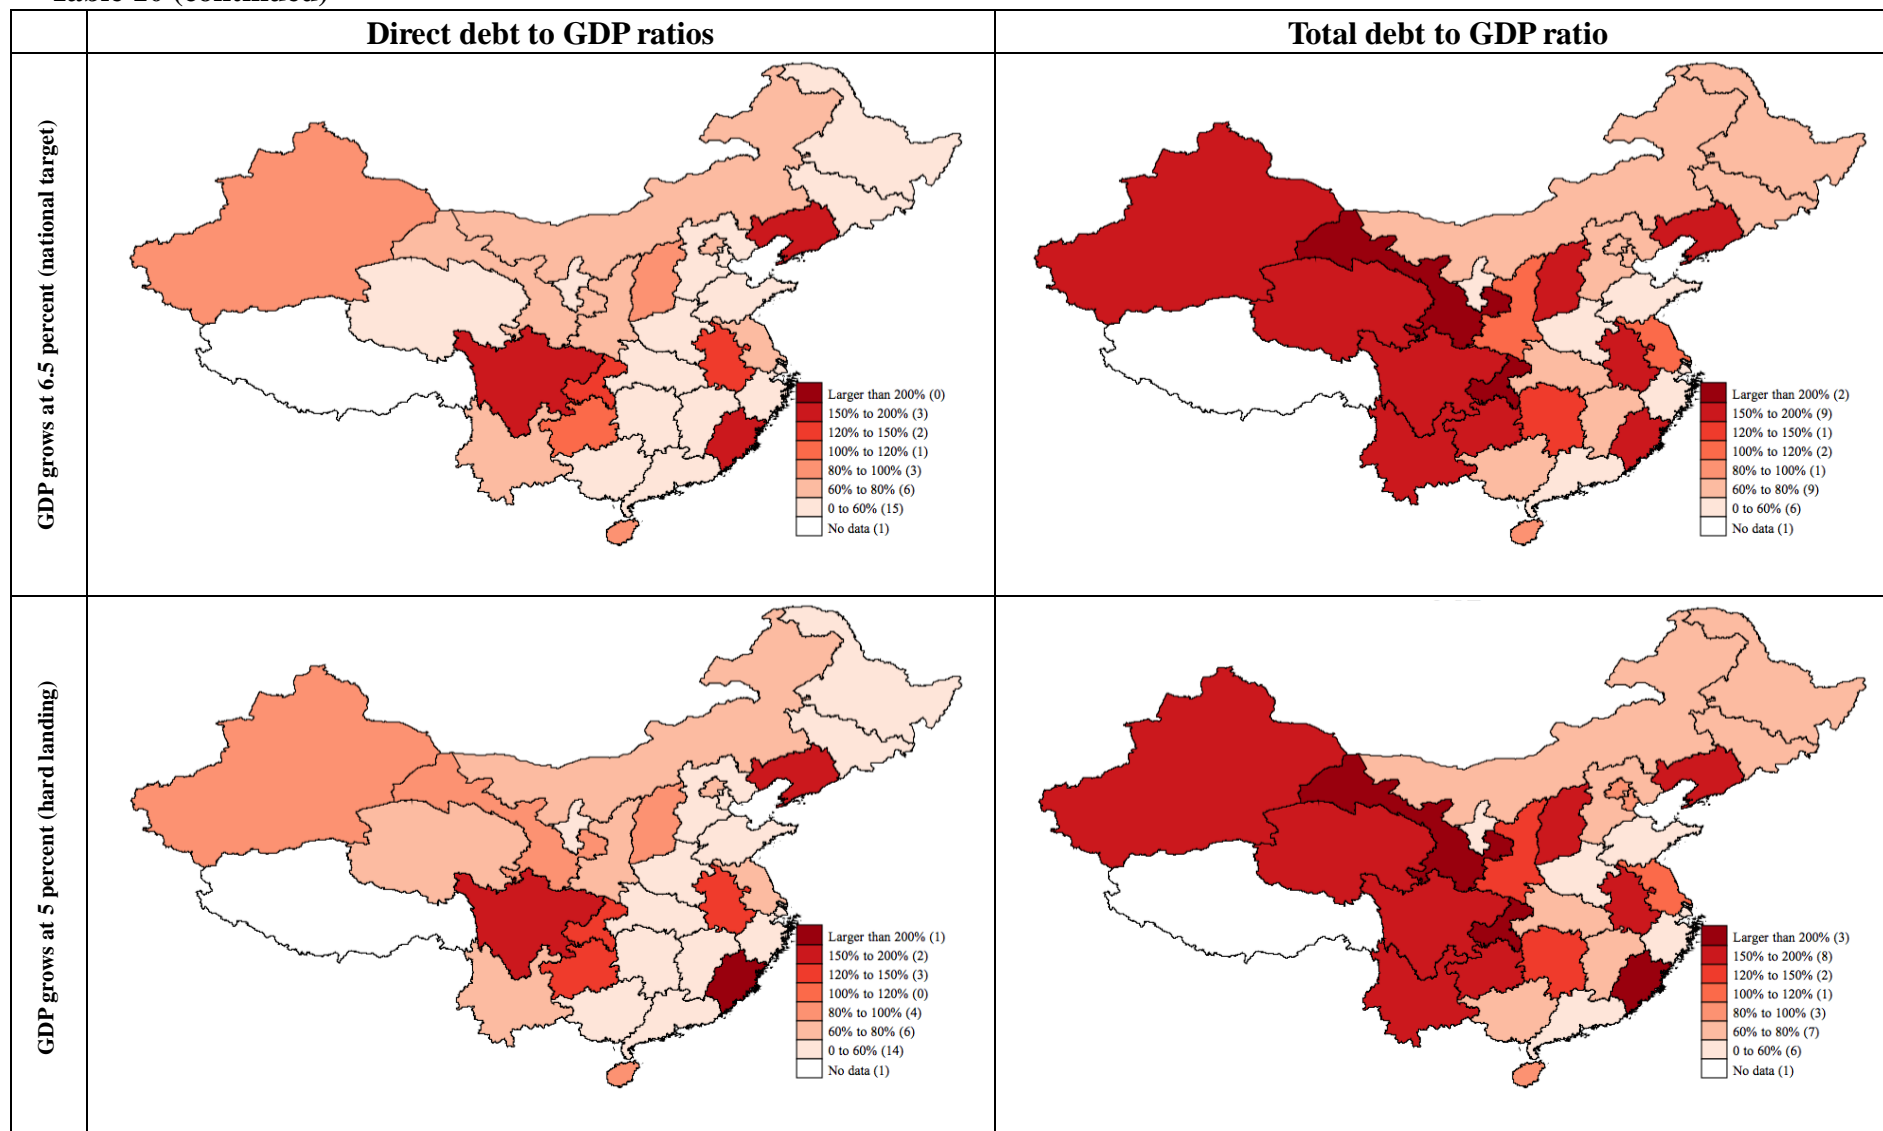 Table 10 (continued)
Direct debt to GDP ratios
Total debt to GDP ratio
GDP grows at 6.5 percent (national target)
Larger than 200% (0)
150% to 200% (3)
120% to 150% (2)
100% to 120% (1)
80% to 100% (3)
60% to 80% (6)
0 to 60% (15)
No data (1)
Larger than 200% (2)
150% to 200% (9)
120% to 150% (1)
100% to 120% (2)
80% to 100% (1)
60% to 80% (9)
0 to 60% (6)
No data (1)
GDP grows at 5 percent (hard landing)
Larger than 200% (1)
150% to 200% (2)
120% to 150% (3)
100% to 120% (0)
80% to 100% (4)
60% to 80% (6)
0 to 60% (14)
No data (1)
Larger than 200% (3)
150% to 200% (8)
120% to 150% (2)
100% to 120% (1)
80% to 100% (3)
60% to 80% (7)
0 to 60% (6)
No data (1)